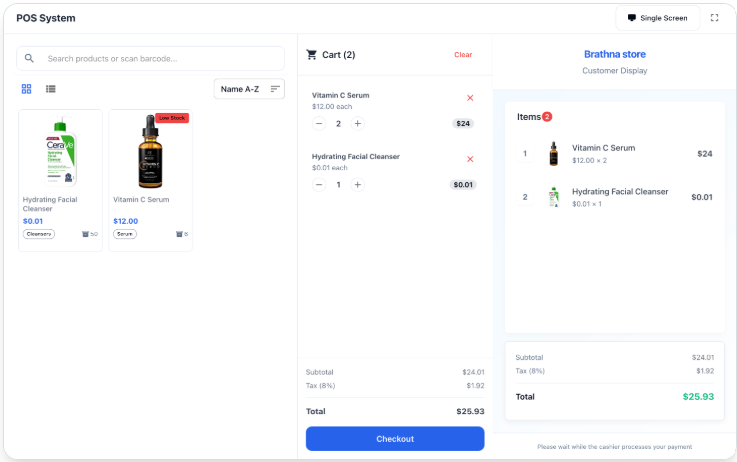 POS System
Single Screen
Search products or scan barcode...
Name A-Z
CeraVe
Hydrating Facial
Cleanser
$0.01
Cleansers
50
Low Stock
VITAMIN C
Vitamin C Serum
$12.00
Serum
8
Cart (2)
Clear
Vitamin C Serum
$12.00 each
2
$24
Hydrating Facial Cleanser
$0.01 each
1
$0.01
Subtotal
$24.01
Tax (8%)
$1.92
Total
$25.93
Checkout
Brathna store
Customer Display
Items 2
1
Vitamin C Serum
$12.00 × 2
$24
2
Hydrating Facial Cleanser
$0.01 × 1
$0.01
Subtotal
$24.01
Tax (8%)
$1.92
Total
$25.93
Please wait while the cashier processes your payment